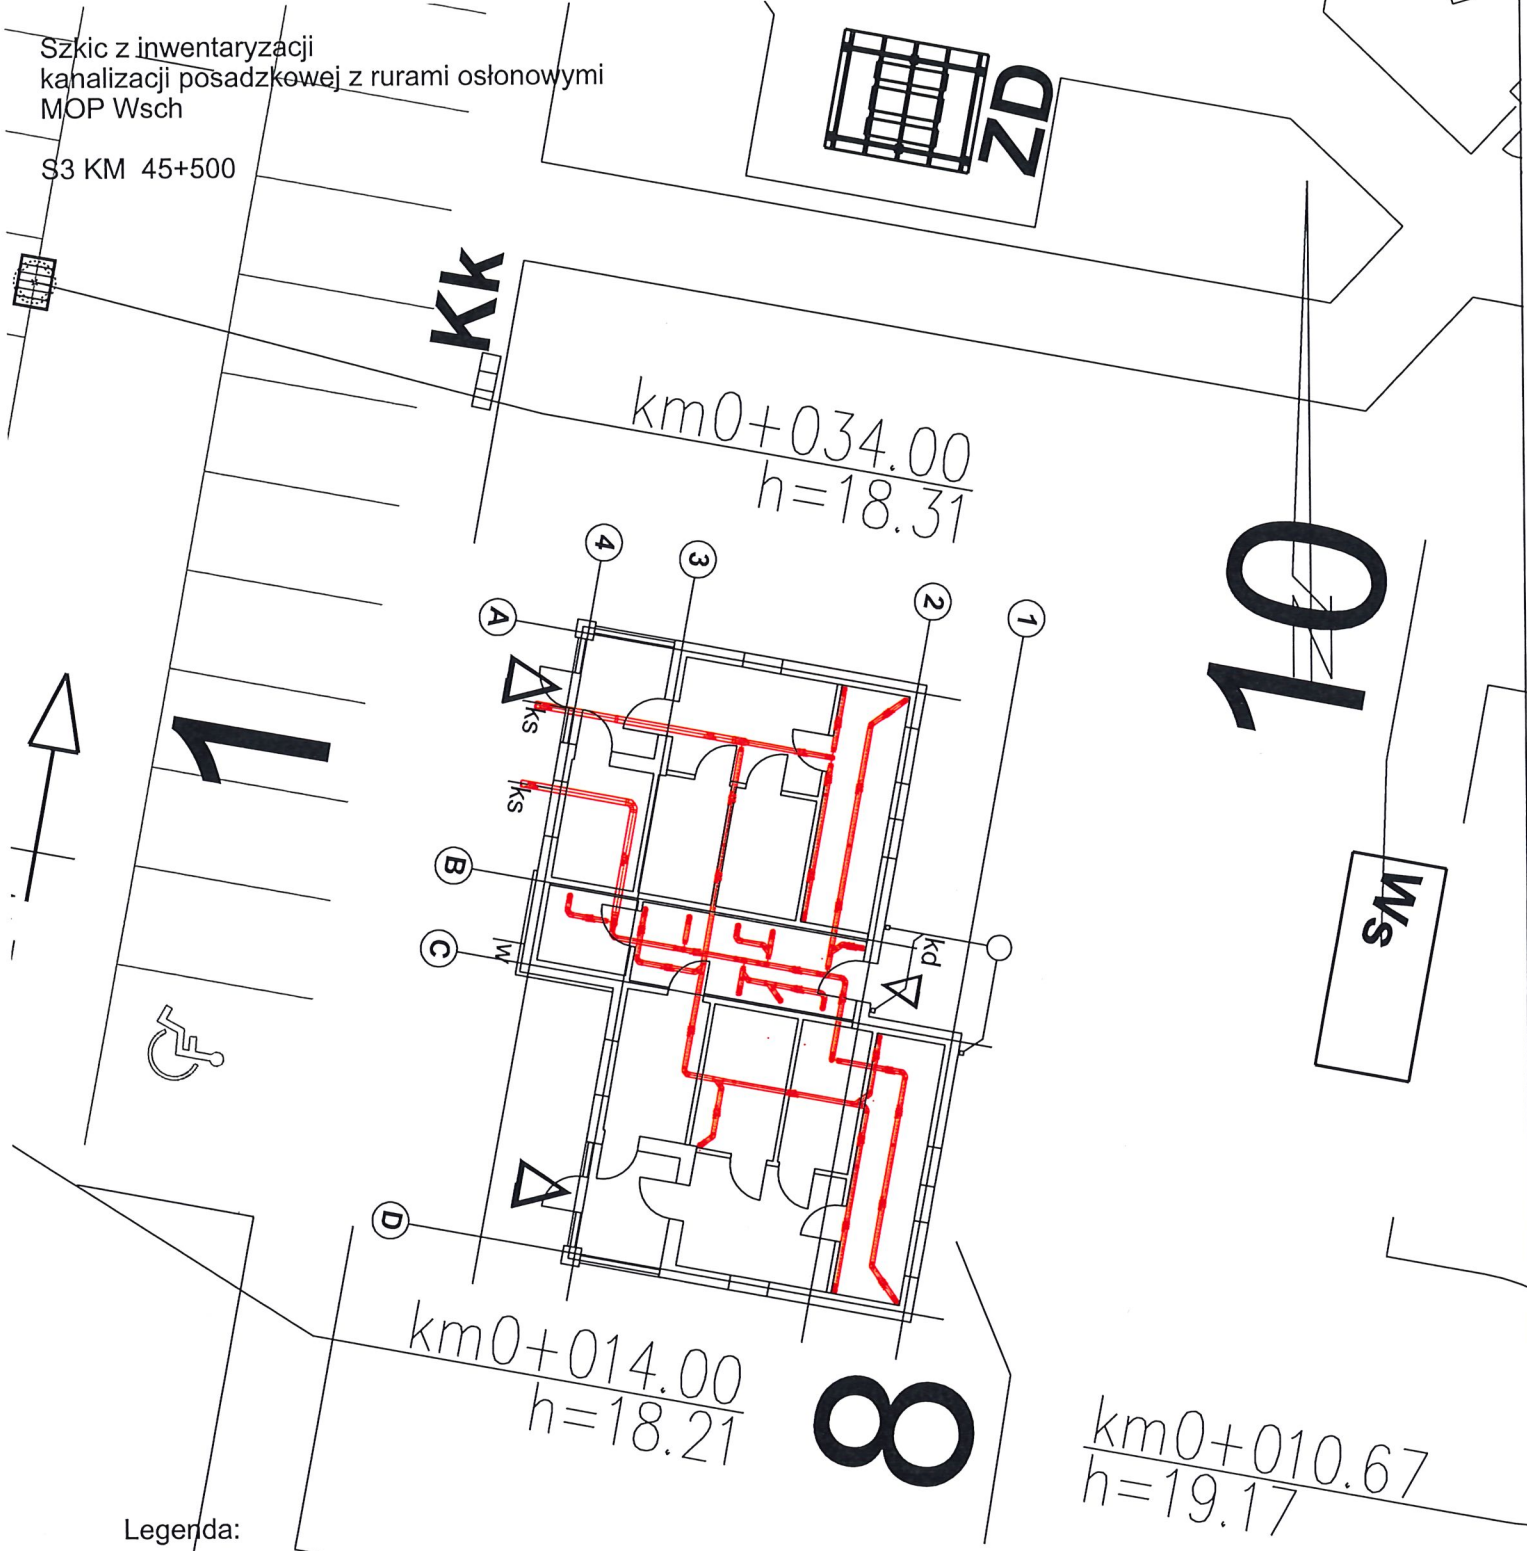 Szkic z inwentaryzacji
kanalizacji posadzkowej z rurami osłonowymi
MOP Wsch
S3 KM 45+500
ZD
Kk
km0+034.00
h=18.31
4
3
2
1
A
10
N
ks
1
ks
B
Ws
C
w
kd
D
km0+014.00
h=18.21
8
km0+010.67
h=19.17
Legenda: